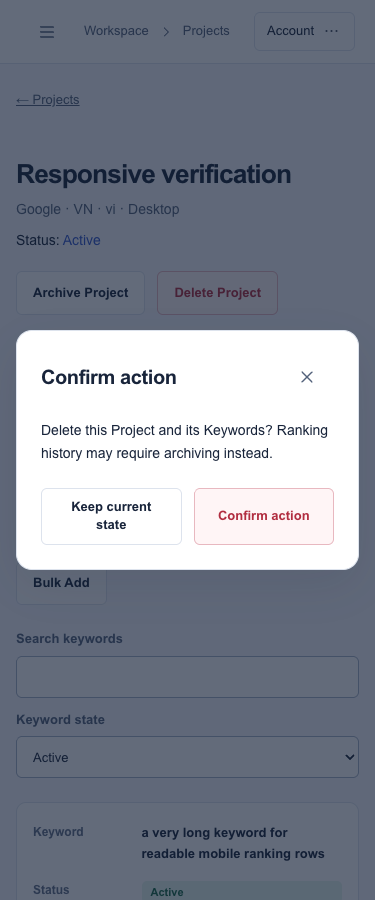 Workspace > Projects
Account ...
← Projects
Responsive verification
Google · VN · vi · Desktop
Status: Active
Archive Project
Delete Project
Confirm action
Delete this Project and its Keywords? Ranking
history may require archiving instead.
Keep current
state
Confirm action
Bulk Add
Search keywords
Keyword state
Active
Keyword
a very long keyword for
readable mobile ranking rows
Status
Active